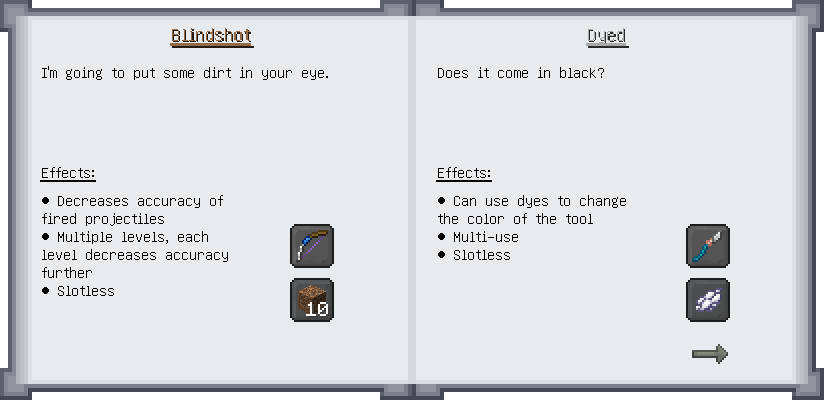 Blindshot
I'm going to put some dirt in your eye.
Effects:
• Decreases accuracy of
fired projectiles
• Multiple levels, each
level decreases accuracy
further
• Slotless
10
Dyed
Does it come in black?
Effects:
• Can use dyes to change
the color of the tool
• Multi-use
• Slotless